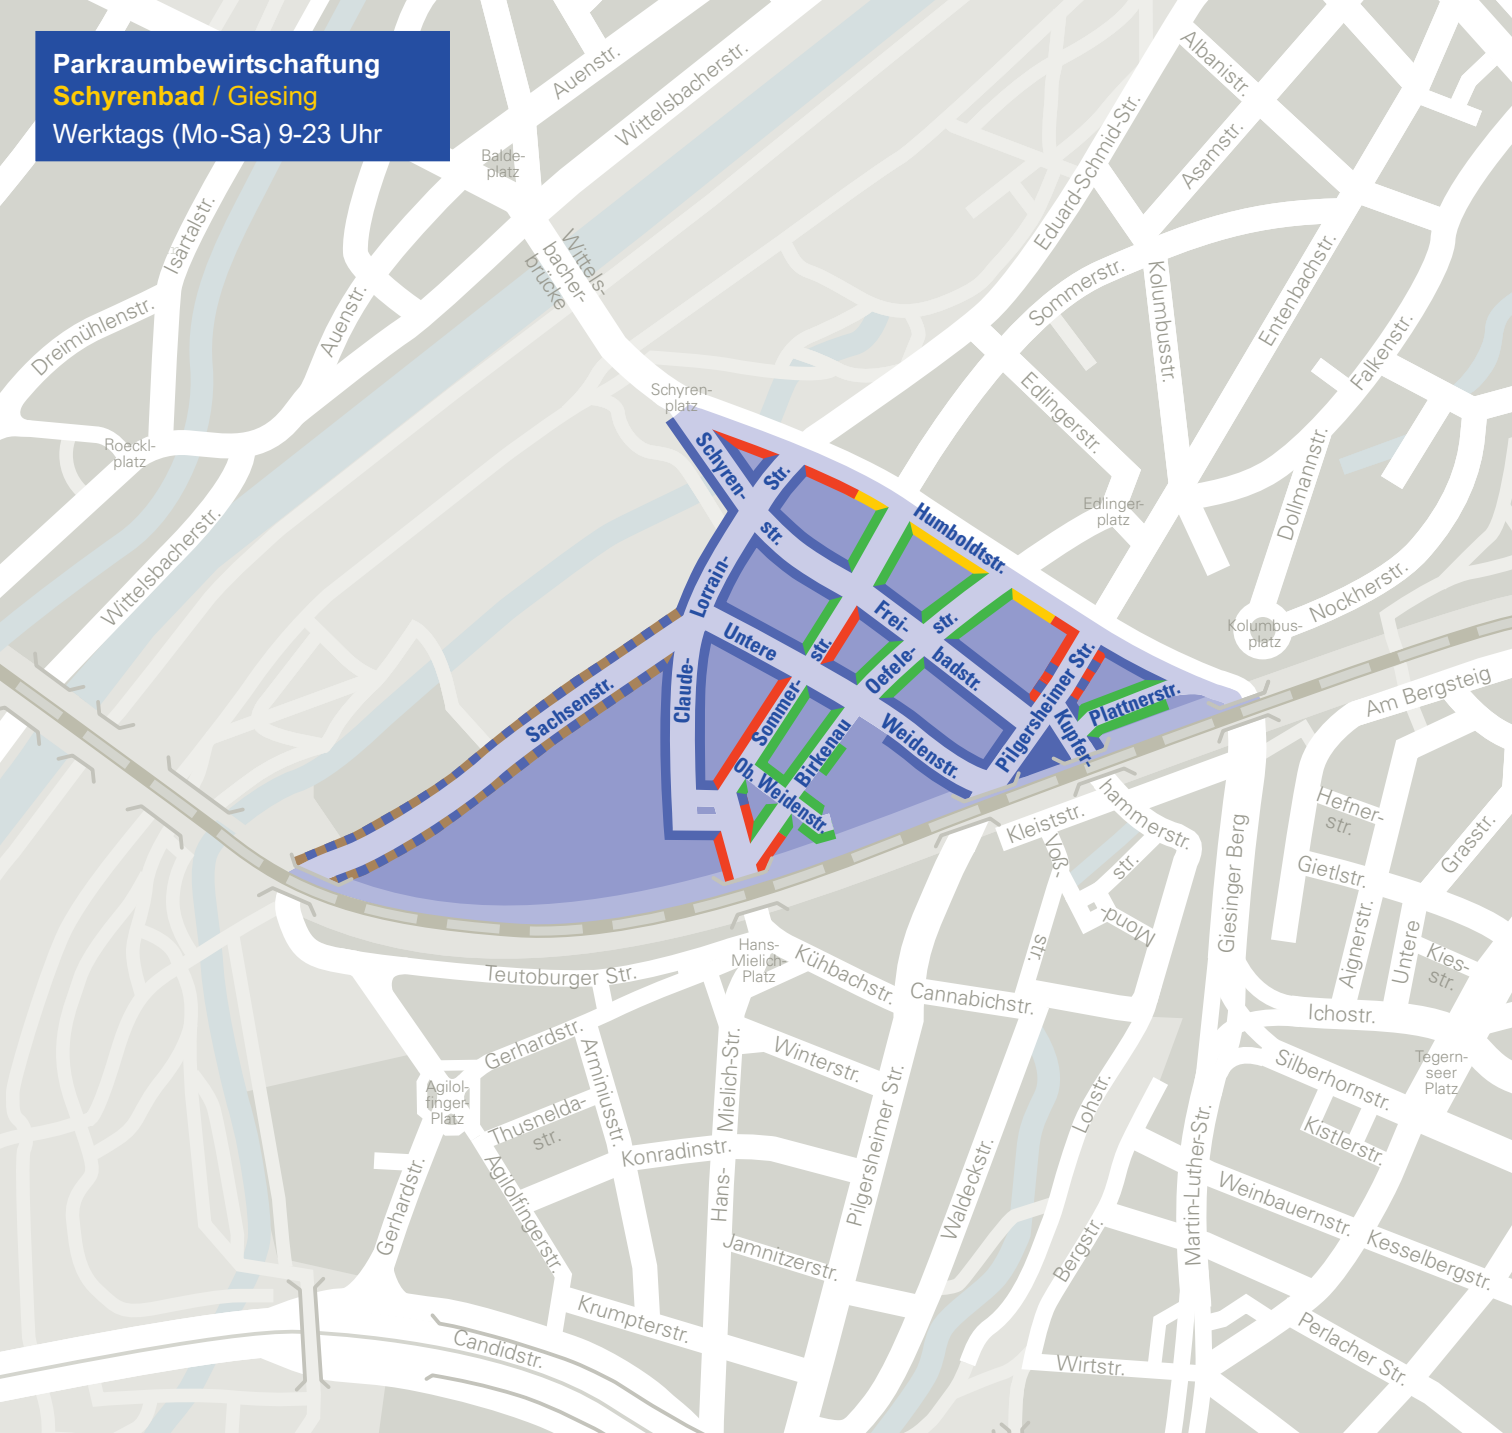 Parkraumbewirtschaftung
Schyrenbad / Giesing
Werktags (Mo-Sa) 9-23 Uhr
Auenstr.
Wittelsbacherstr.
Balde-
platz
Albanistr.
Eduard-Schmid-Str.
Asamstr.
Isartalstr.
Wittels-
bacher-
brücke
Sommerstr.
Kolumbusstr.
Entenbachstr.
Falkenstr.
Dreimühlenstr.
Auenstr.
Edlingerstr.
Schyren-
platz
Roeckl-
platz
Dollmannstr.
Edlinger-
platz
Wittelsbacherstr.
Nockherstr.
Kolumbus-
platz
Am Bergsteig
Schyren-
Str.
str.
Humboldtstr.
Lorrain-
Claude-
Untere
Weidenstr.
Frei-
badstr.
Sommer-
str.
Oefele-
str.
Pilgersheimer Str.
Plattnerstr.
Kupfer-
Sachsenstr.
Birkenau
Ob. Weidenstr.
hammerstr.
Kleiststr.
Voß-
str.
Mond-
str.
Giesinger Berg
Hefner-
str.
Gietlstr.
Grasstr.
Aignerstr.
Untere
Kies-
str.
Ichostr.
Tegern-
seer
Platz
Silberhornstr.
Kistlerstr.
Teutoburger Str.
Hans-
Mielich-
Platz
Kühbachstr.
Cannabichstr.
Gerhardstr.
Arminiusstr.
Hans-
Mielich-Str.
Winterstr.
Pilgersheimer Str.
Lohstr.
Agilol-
finger-
Platz
Thusnelda-
str.
Konradinstr.
Agilolfingerstr.
Gerhardstr.
Waldeckstr.
Martin-Luther-Str.
Weinbauernstr.
Kesselbergstr.
Bergstr.
Jamnitzerstr.
Krumpterstr.
Candidstr.
Wirtstr.
Perlacher Str.